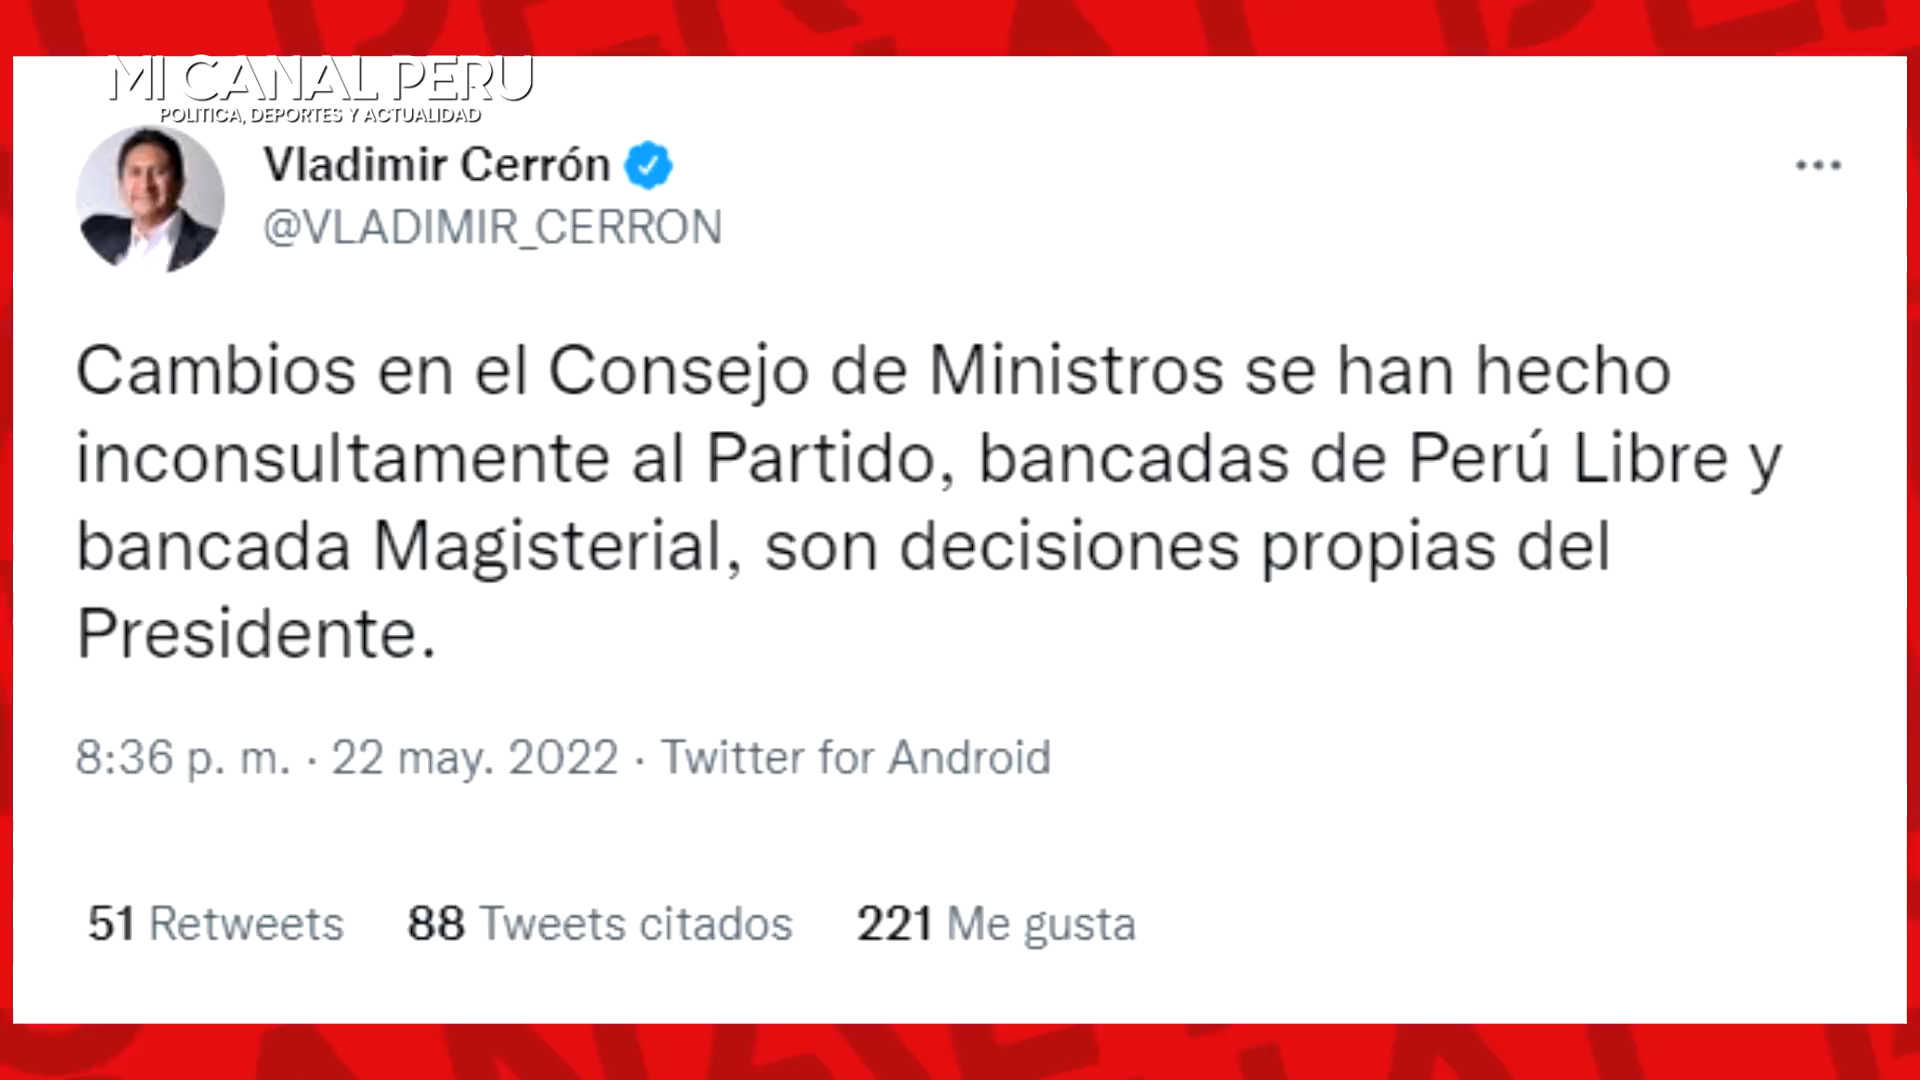 MI CANAL PERU
POLITICA, DEPORTES Y ACTUALIDAD
Vladimir Cerrón
@VLADIMIR_CERRON
Cambios en el Consejo de Ministros se han hecho
inconsultamente al Partido, bancadas de Perú Libre y
bancada Magisterial, son decisiones propias del
Presidente.
8:36 p. m. · 22 may. 2022 · Twitter for Android
51 Retweets 88 Tweets citados 221 Me gusta